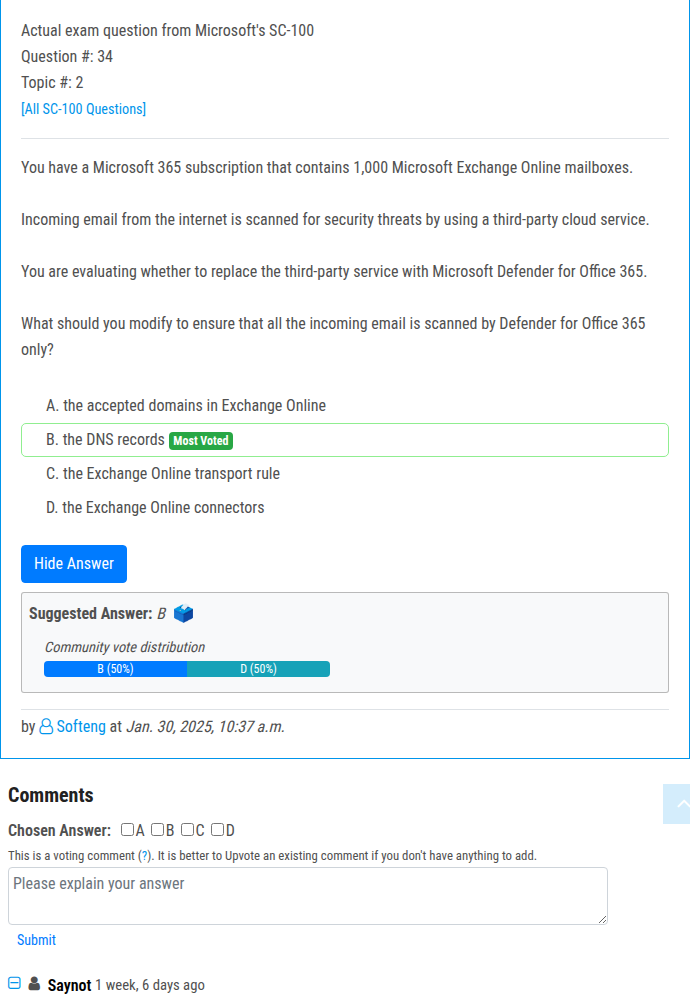 Actual exam question from Microsoft's SC-100
Question #: 34
Topic #: 2
[All SC-100 Questions]
You have a Microsoft 365 subscription that contains 1,000 Microsoft Exchange Online mailboxes.
Incoming email from the internet is scanned for security threats by using a third-party cloud service.
You are evaluating whether to replace the third-party service with Microsoft Defender for Office 365.
What should you modify to ensure that all the incoming email is scanned by Defender for Office 365
only?
A. the accepted domains in Exchange Online
B. the DNS records Most Voted
C. the Exchange Online transport rule
D. the Exchange Online connectors
Hide Answer
Suggested Answer: B
Community vote distribution
B (50%) D (50%)
by Softeng at Jan. 30, 2025, 10:37 a.m.
Comments
Chosen Answer: A B C D
This is a voting comment (?). It is better to Upvote an existing comment if you don't have anything to add.
Please explain your answer
Submit
Saynot 1 week, 6 days ago